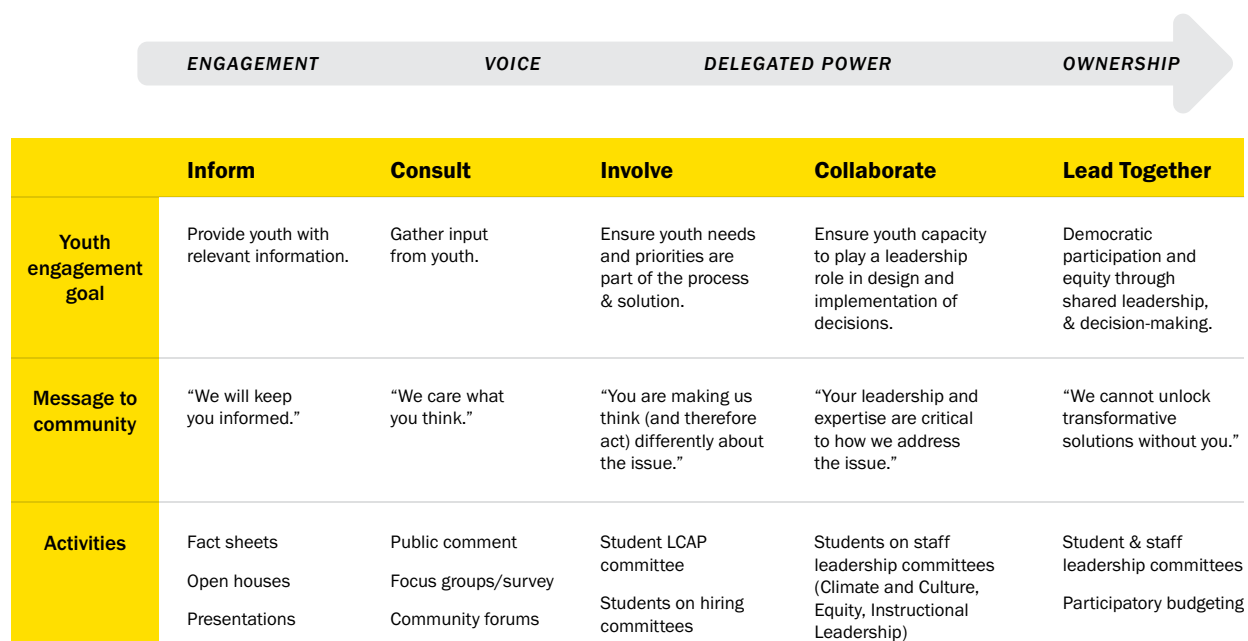 ENGAGEMENT VOICE DELEGATED POWER OWNERSHIP
Inform Consult Involve Collaborate Lead Together
Youth
engagement
goal
Provide youth with
relevant information.
Gather input
from youth.
Ensure youth needs
and priorities are
part of the process
& solution.
Ensure youth capacity
to play a leadership
role in design and
implementation of
decisions.
Democratic
participation and
equity through
shared leadership,
& decision-making.
Message to
community
“We will keep
you informed.”
“We care what
you think.”
“You are making us
think (and therefore
act) differently about
the issue.”
“Your leadership and
expertise are critical
to how we address
the issue.”
“We cannot unlock
transformative
solutions without you.”
Activities
Fact sheets
Open houses
Presentations
Public comment
Focus groups/survey
Community forums
Student LCAP
committee
Students on hiring
committees
Students on staff
leadership committees
(Climate and Culture,
Equity, Instructional
Leadership)
Student & staff
leadership committees
Participatory budgeting